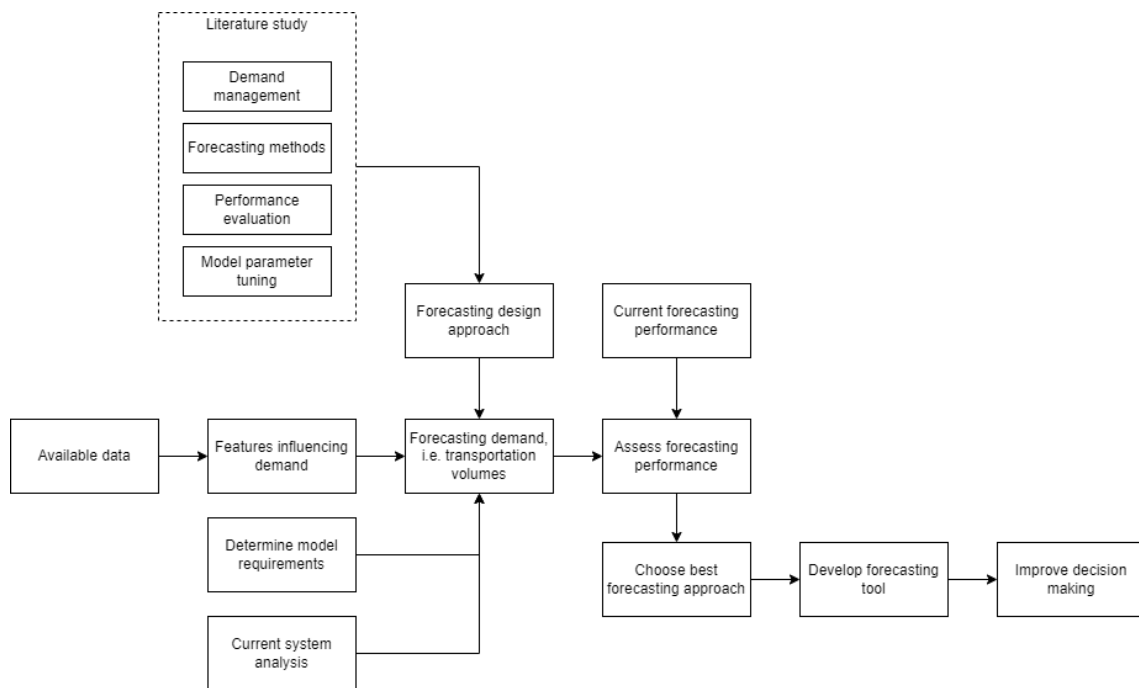 Literature study
Demand
management
Forecasting methods
Performance
evaluation
Model parameter
tuning
Forecasting design
approach
Current forecasting
performance
Available data
Features influencing
demand
Forecasting demand,
i.e. transportation
volumes
Assess forecasting
performance
Determine model
requirements
Choose best
forecasting approach
Develop forecasting
tool
Improve decision
making
Current system
analysis